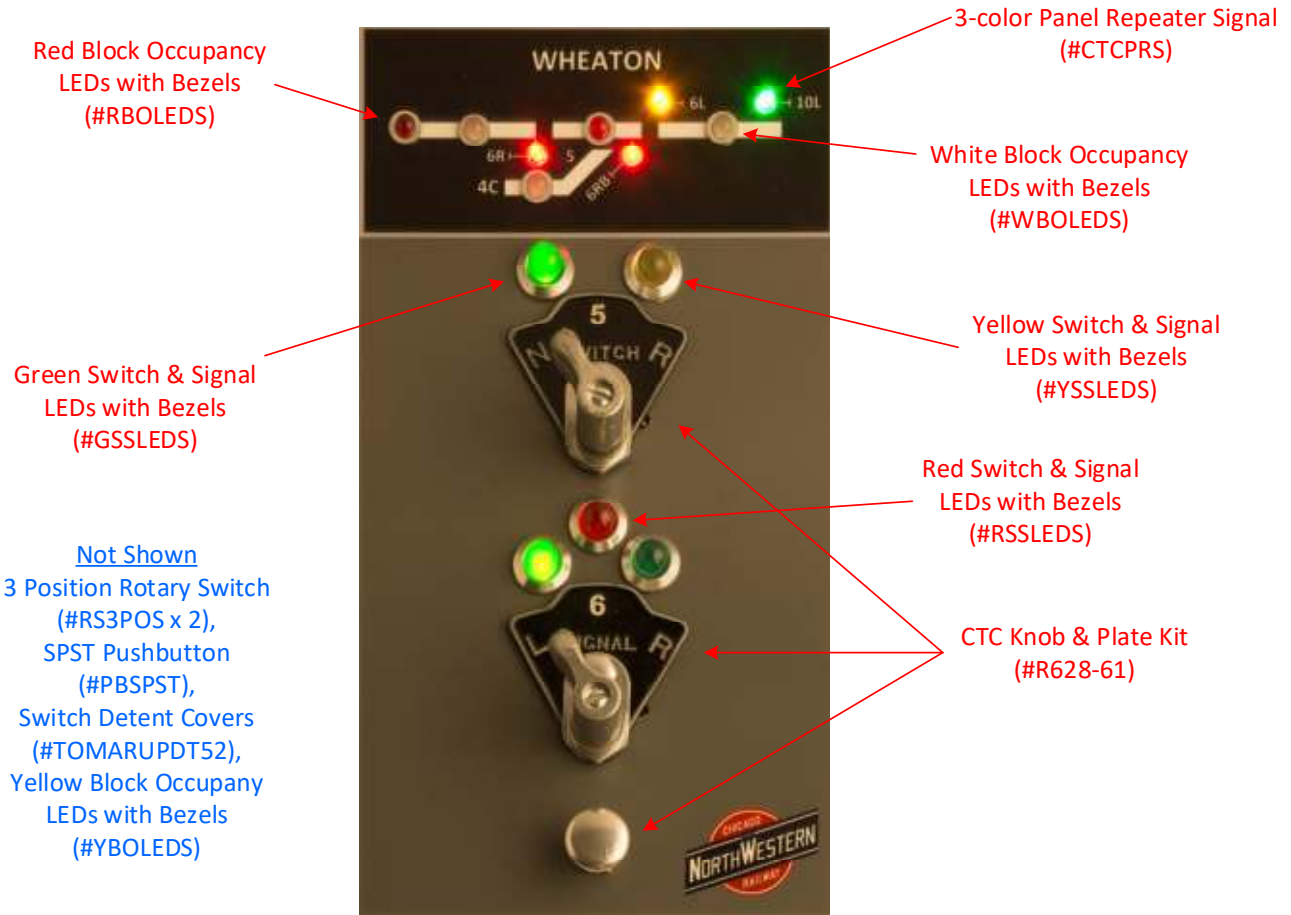 3-color Panel Repeater Signal
(#CTCPRS)
Red Block Occupancy
LEDs with Bezels
(#RBOLEDS)
WHEATON
6L
10L
6R
5
4C
6RB
White Block Occupancy
LEDs with Bezels
(#WBOLEDS)
5
N SWITCH R
Yellow Switch & Signal
LEDs with Bezels
(#YSSLEDS)
Green Switch & Signal
LEDs with Bezels
(#GSSLEDS)
Red Switch & Signal
LEDs with Bezels
(#RSSLEDS)
Not Shown
3 Position Rotary Switch
(#RS3POS x 2),
SPST Pushbutton
(#PBSPST),
Switch Detent Covers
(#TOMARUPDT52),
Yellow Block Occupany
LEDs with Bezels
(#YBOLEDS)
6
L SIGNAL R
CTC Knob & Plate Kit
(#R628-61)
CHICAGO
NORTHWESTERN
RAILWAY